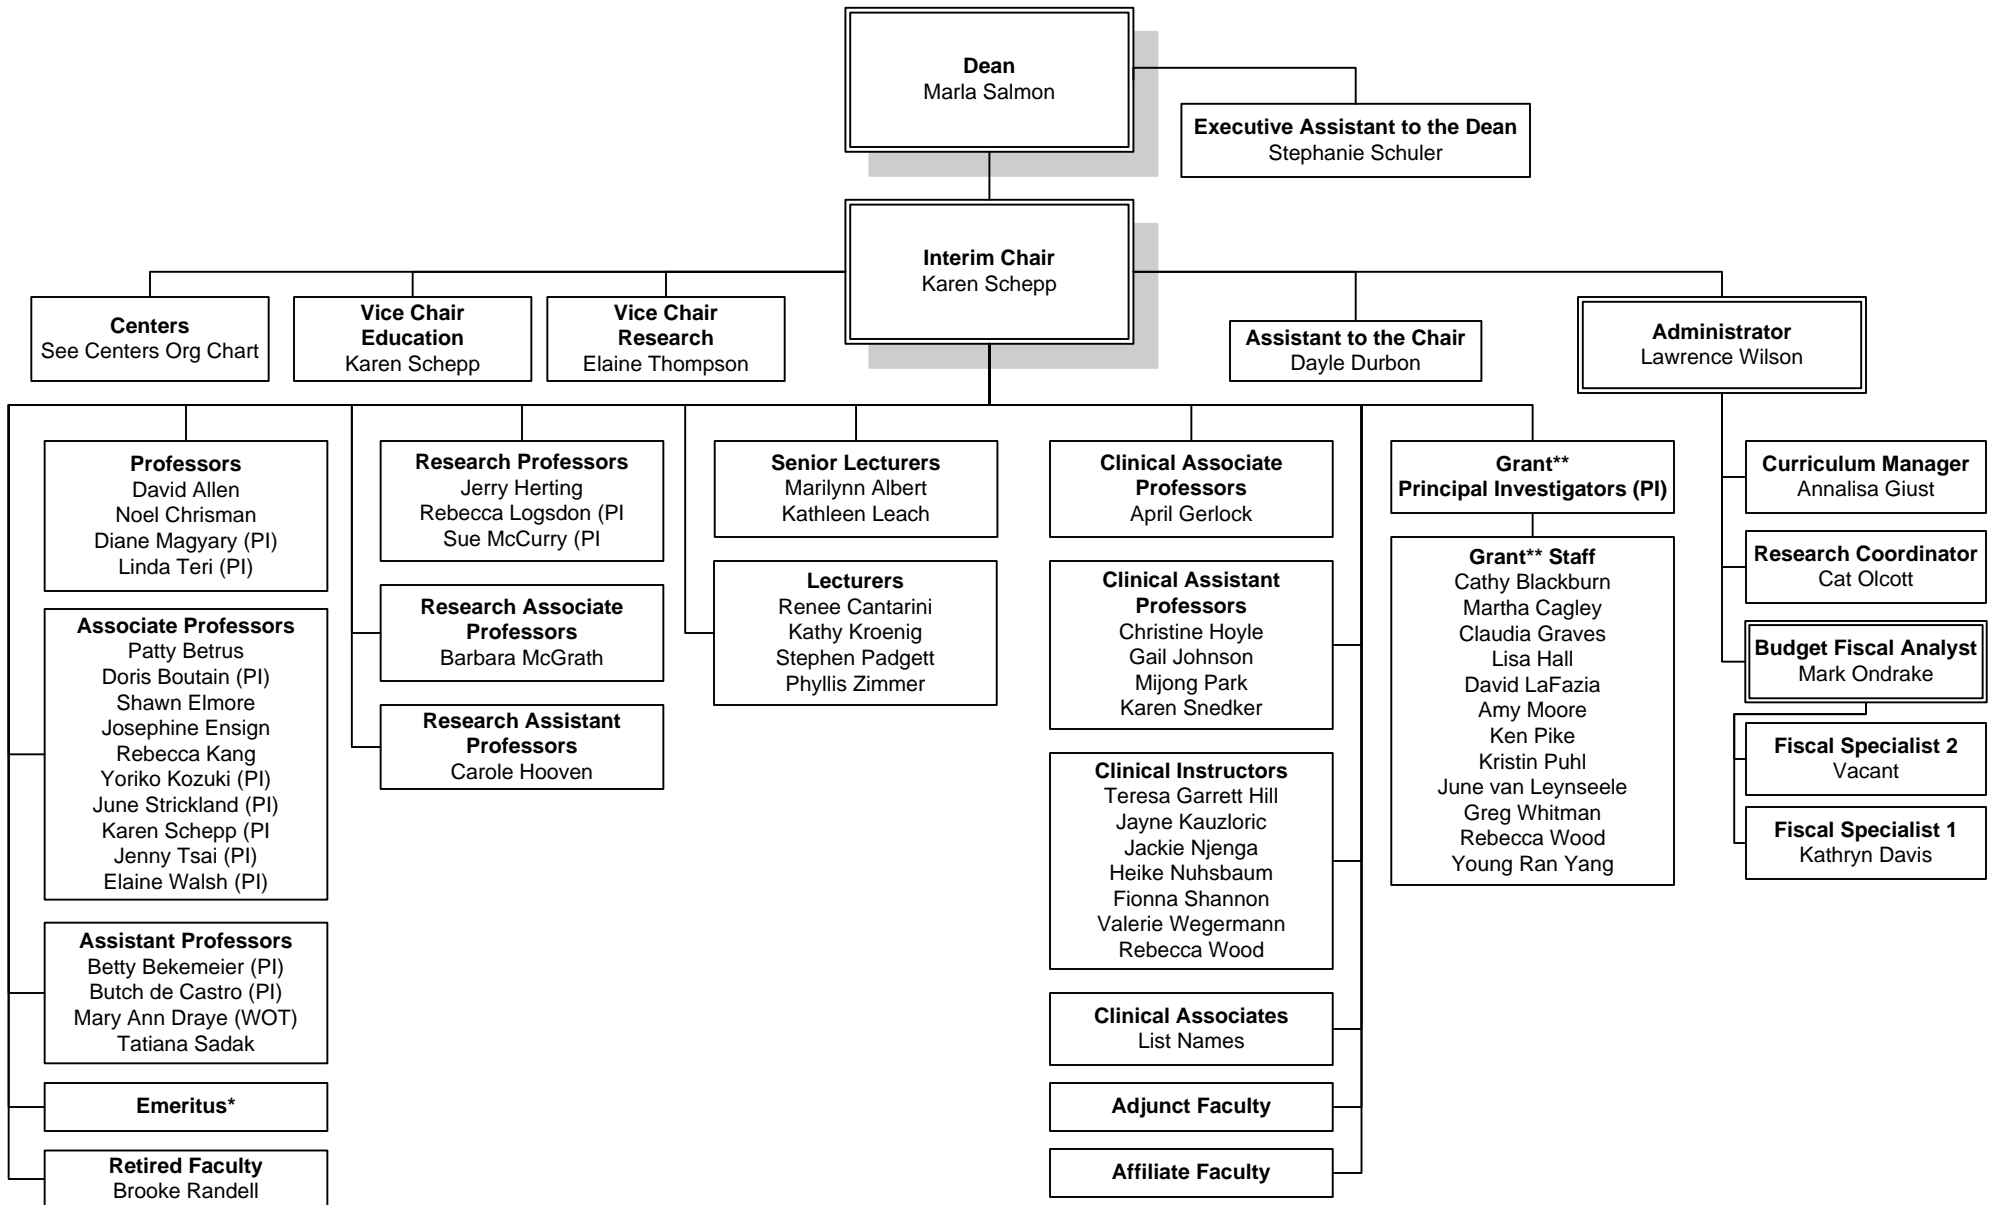 Dean
Marla Salmon
Executive Assistant to the Dean
Stephanie Schuler
Interim Chair
Karen Schepp
Centers
See Centers Org Chart
Vice Chair
Education
Karen Schepp
Vice Chair
Research
Elaine Thompson
Assistant to the Chair
Dayle Durbon
Administrator
Lawrence Wilson
Professors
David Allen
Noel Chrisman
Diane Magyary (PI)
Linda Teri (PI)
Associate Professors
Patty Betrus
Doris Boutain (PI)
Shawn Elmore
Josephine Ensign
Rebecca Kang
Yoriko Kozuki (PI)
June Strickland (PI)
Karen Schepp (PI
Jenny Tsai (PI)
Elaine Walsh (PI)
Assistant Professors
Betty Bekemeier (PI)
Butch de Castro (PI)
Mary Ann Draye (WOT)
Tatiana Sadak
Emeritus*
Retired Faculty
Brooke Randell
Research Professors
Jerry Herting
Rebecca Logsdon (PI
Sue McCurry (PI
Research Associate
Professors
Barbara McGrath
Research Assistant
Professors
Carole Hooven
Senior Lecturers
Marilynn Albert
Kathleen Leach
Lecturers
Renee Cantarini
Kathy Kroenig
Stephen Padgett
Phyllis Zimmer
Clinical Associate
Professors
April Gerlock
Clinical Assistant
Professors
Christine Hoyle
Gail Johnson
Mijong Park
Karen Snedker
Clinical Instructors
Teresa Garrett Hill
Jayne Kauzloric
Jackie Njenga
Heike Nuhsbaum
Fionna Shannon
Valerie Wegermann
Rebecca Wood
Clinical Associates
List Names
Adjunct Faculty
Affiliate Faculty
Grant**
Principal Investigators (PI)
Grant** Staff
Cathy Blackburn
Martha Cagley
Claudia Graves
Lisa Hall
David LaFazia
Amy Moore
Ken Pike
Kristin Puhl
June van Leynseele
Greg Whitman
Rebecca Wood
Young Ran Yang
Curriculum Manager
Annalisa Giust
Research Coordinator
Cat Olcott
Budget Fiscal Analyst
Mark Ondrake
Fiscal Specialist 2
Vacant
Fiscal Specialist 1
Kathryn Davis